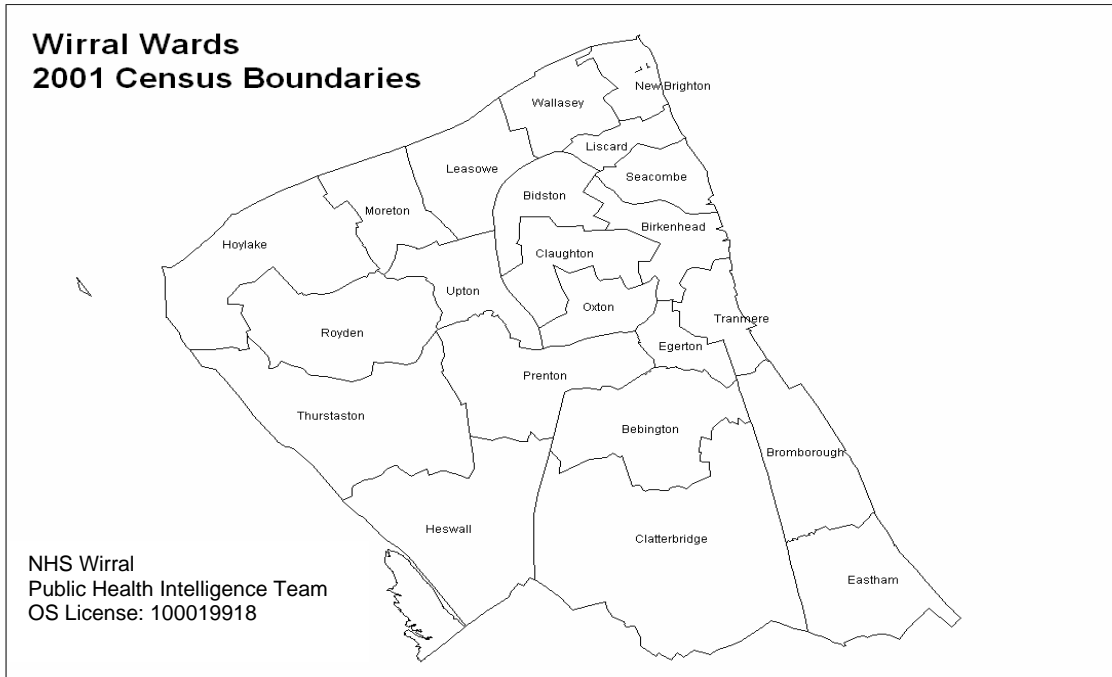 Wirral Wards
2001 Census Boundaries
New Brighton
Wallasey
Liscard
Leasowe
Seacombe
Bidston
Moreton
Birkenhead
Hoylake
Claughton
Upton
Oxton
Tranmere
Royden
Egerton
Prenton
Thurstaston
Bebington
Bromborough
Heswall
Clatterbridge
Eastham
NHS Wirral
Public Health Intelligence Team
OS License: 100019918